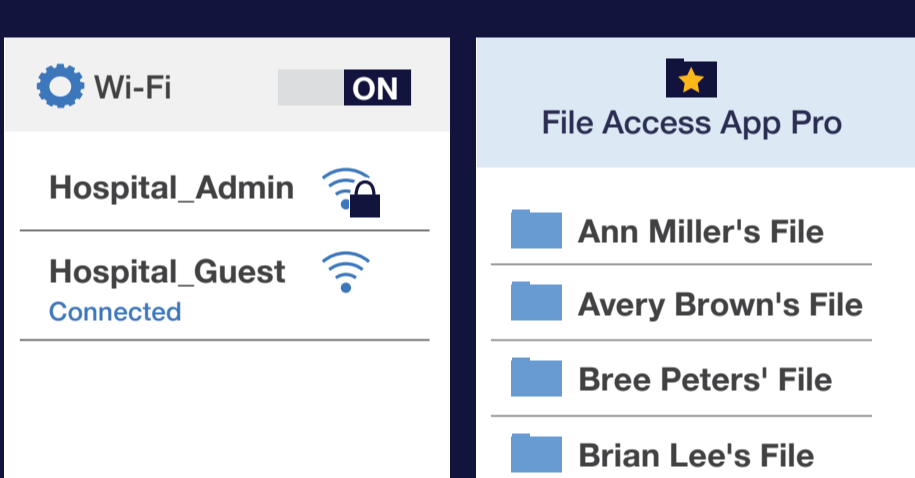 Wi-Fi
ON
Hospital_Admin
Hospital_Guest
Connected
File Access App Pro
Ann Miller's File
Avery Brown's File
Bree Peters' File
Brian Lee's File